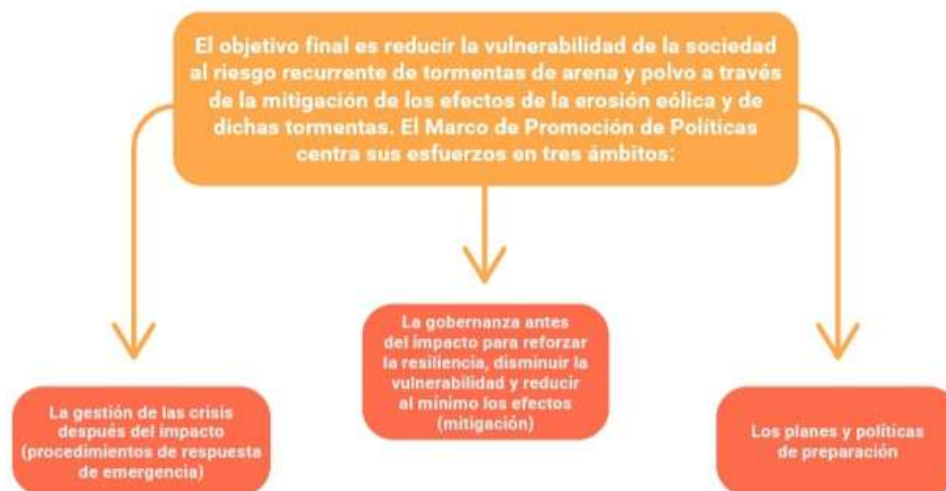 El objetivo final es reducir la vulnerabilidad de la sociedad
al riesgo recurrente de tormentas de arena y polvo a través
de la mitigación de los efectos de la erosión eólica y de
dichas tormentas. El Marco de Promoción de Políticas
centra sus esfuerzos en tres ámbitos:
La gestión de las crisis
después del impacto
(procedimientos de respuesta
de emergencia)
La gobernanza antes
del impacto para reforzar
la resiliencia, disminuir la
vulnerabilidad y reducir
al mínimo los efectos
(mitigación)
Los planes y políticas
de preparación